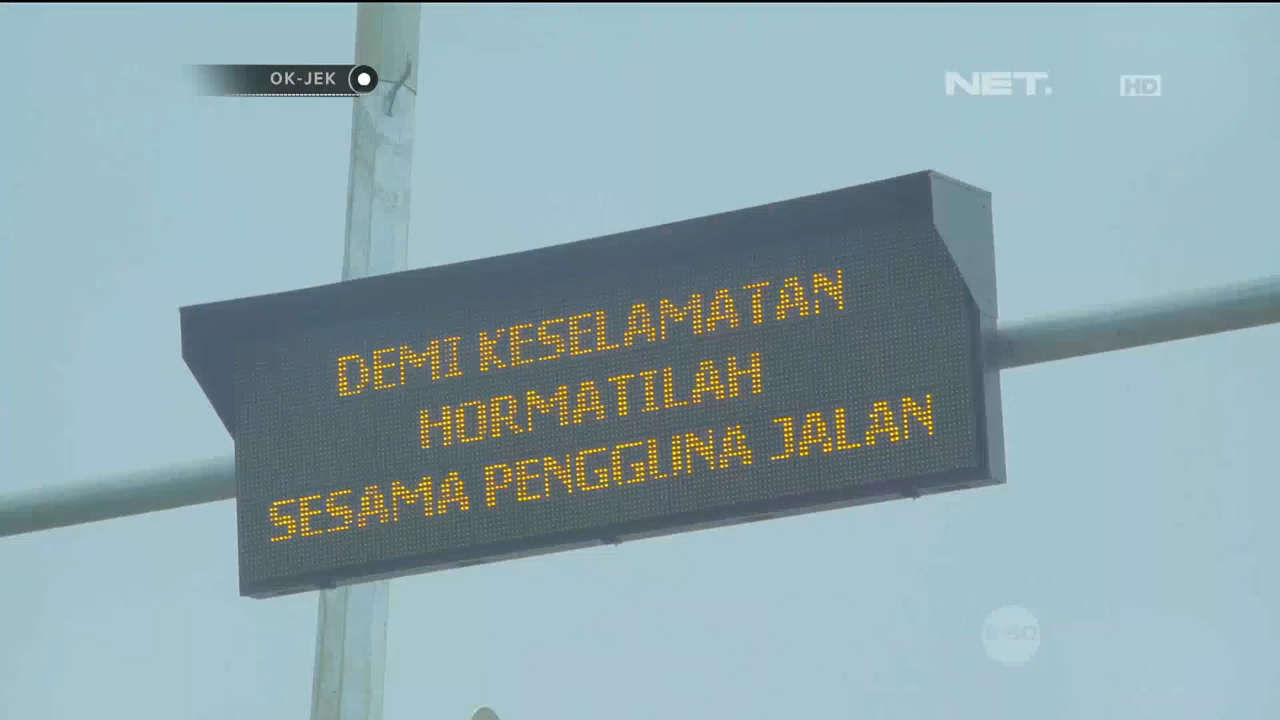 OK-JEK
NET.
HD
DEMI KESELAMATAN
HORMATILAH
SESAMA PENGGUNA JALAN